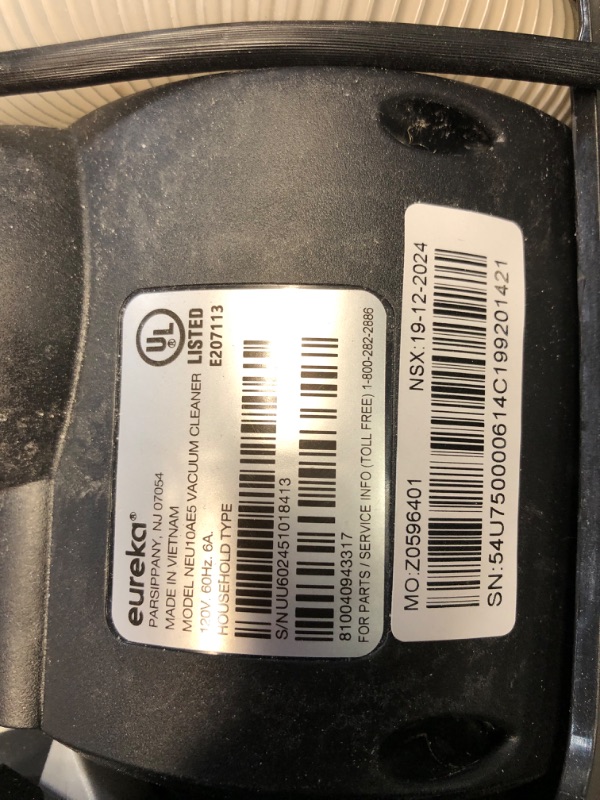 UL
LISTED
E207113
eureka®
PARSIPPANY, NJ 07054
MADE IN VIETNAM
MODEL NEU10AE5 VACUUM CLEANER
120V, 60Hz. 6A.
HOUSEHOLD TYPE
S/N UU602451018413
810040943317
FOR PARTS / SERVICE INFO (TOLL FREE) 1-800-282-2886
MO:Z0596401 NSX:19-12-2024
SN:54U750000614C199201421